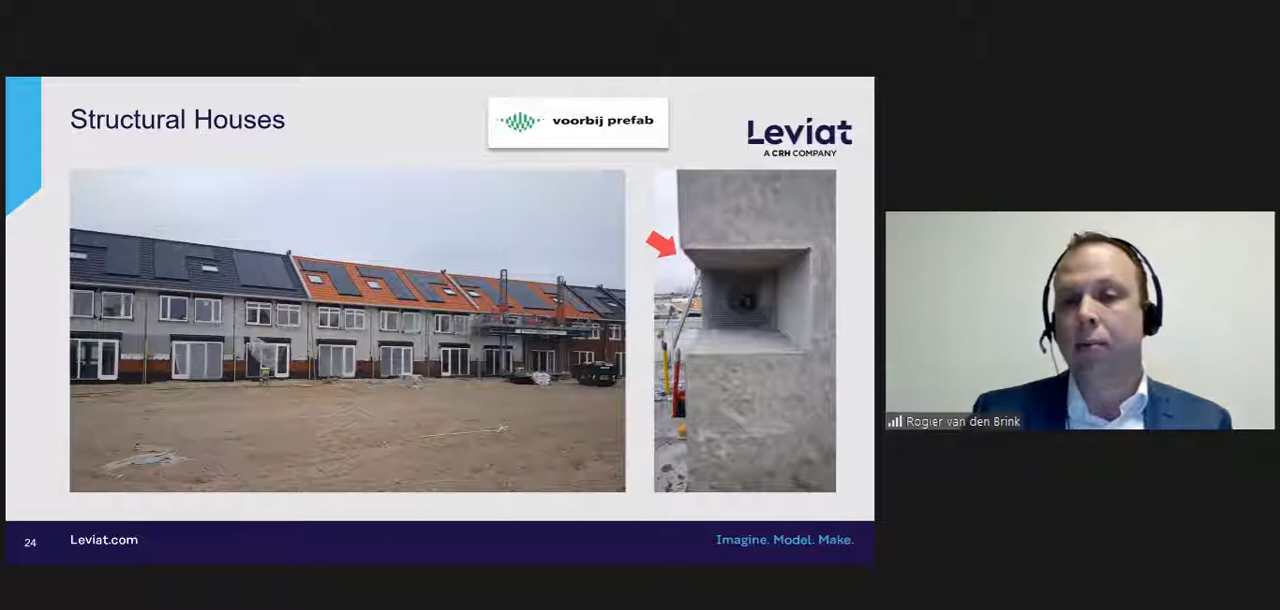 Structural Houses
voorbij prefab
Leviat
A CRH COMPANY
Rogier van den Brink
24
Leviat.com
Imagine. Model. Make.